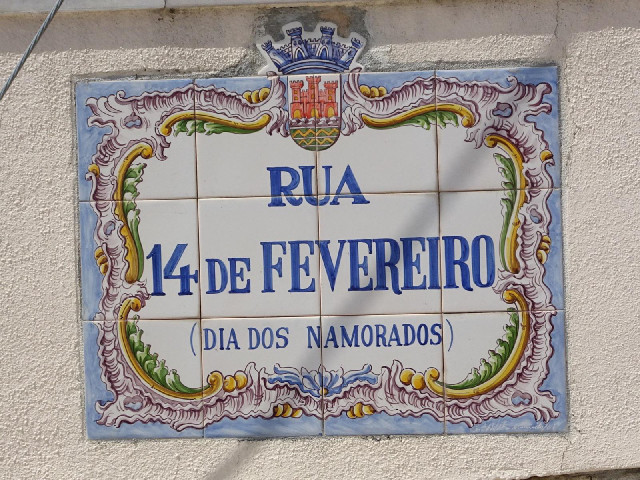 RUA
14 DE FEVEREIRO
(DIA DOS NAMORADOS)